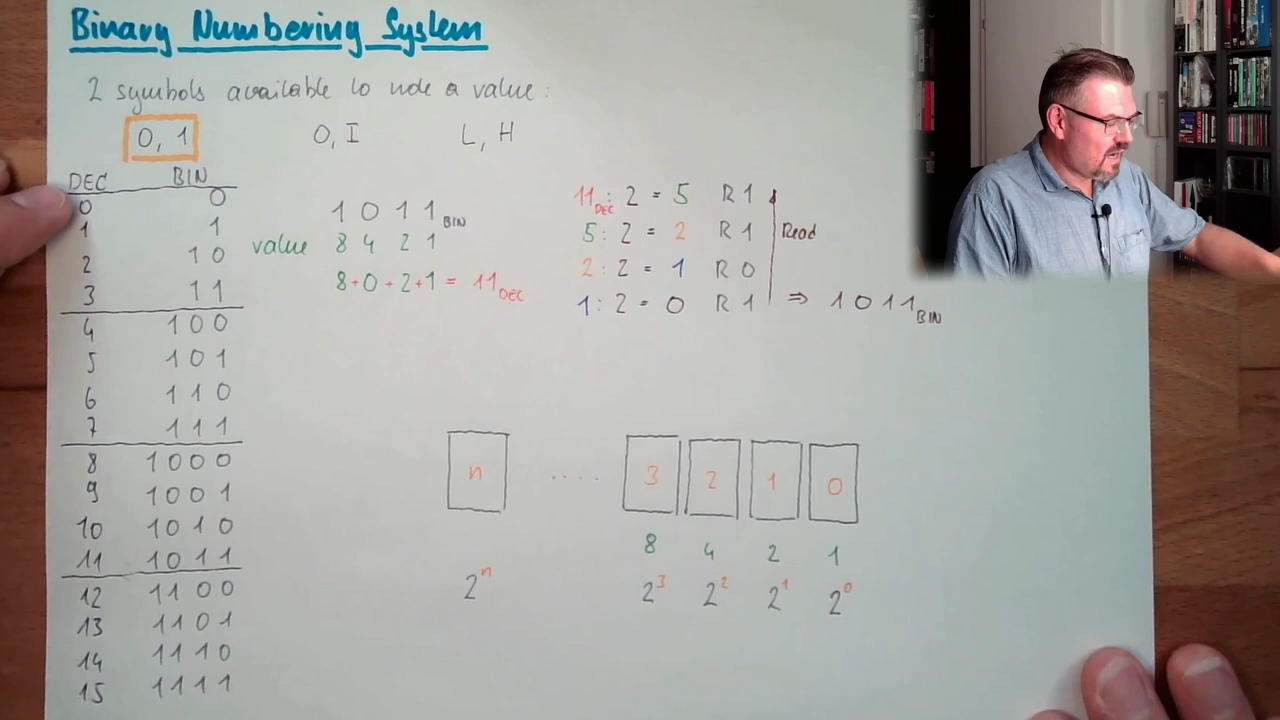 Binary Numbering System
2 symbols available to note a value:
0, 1   0, I   L, H
DEC BIN
0 0
1 1
2 10
3 11
4 100
5 101
6 110
7 111
8 1000
9 1001
10 1010
11 1011
12 1100
13 1101
14 1110
15 1111
1 0 1 1 BIN
value 8 4 2 1
8+0+2+1 = 11 DEC
11 DEC : 2 = 5 R 1
5 : 2 = 2 R 1
2 : 2 = 1 R 0
1 : 2 = 0 R 1
Read
⇒ 1 0 1 1 BIN
n .... 3 2 1 0
8 4 2 1
2ⁿ 2³ 2² 2¹ 2⁰